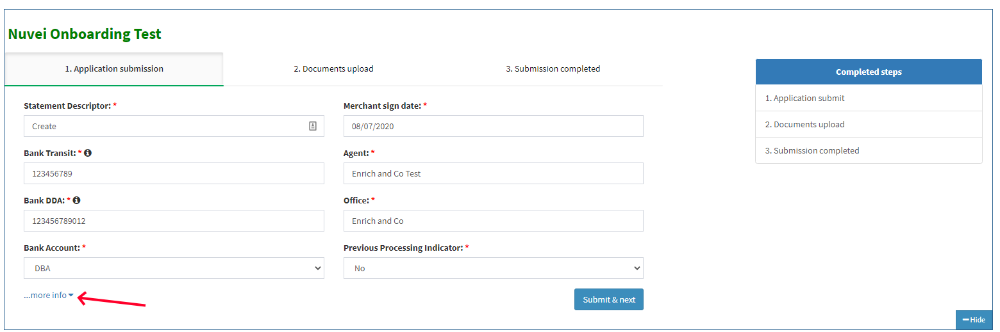 Nuvei Onboarding Test
1. Application submission
2. Documents upload
3. Submission completed
Statement Descriptor: *
Create
Merchant sign date: *
08/07/2020
Bank Transit: *
123456789
Agent: *
Enrich and Co Test
Bank DDA: *
123456789012
Office: *
Enrich and Co
Bank Account: *
DBA
Previous Processing Indicator: *
No
...more info
Submit & next
Completed steps
1. Application submit
2. Documents upload
3. Submission completed
Hide